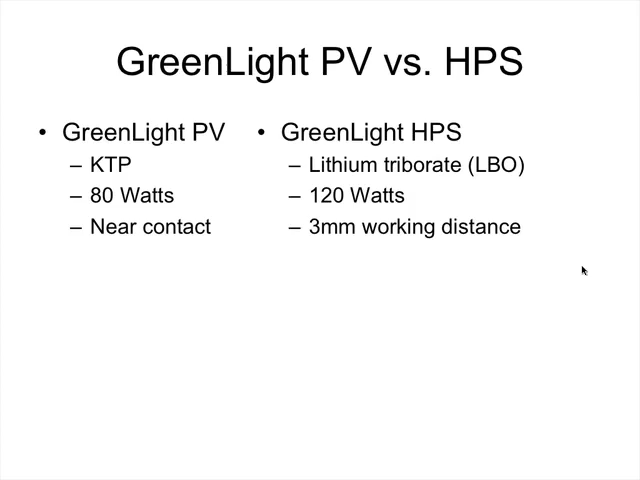 GreenLight PV vs. HPS
• GreenLight PV
– KTP
– 80 Watts
– Near contact
• GreenLight HPS
– Lithium triborate (LBO)
– 120 Watts
– 3mm working distance